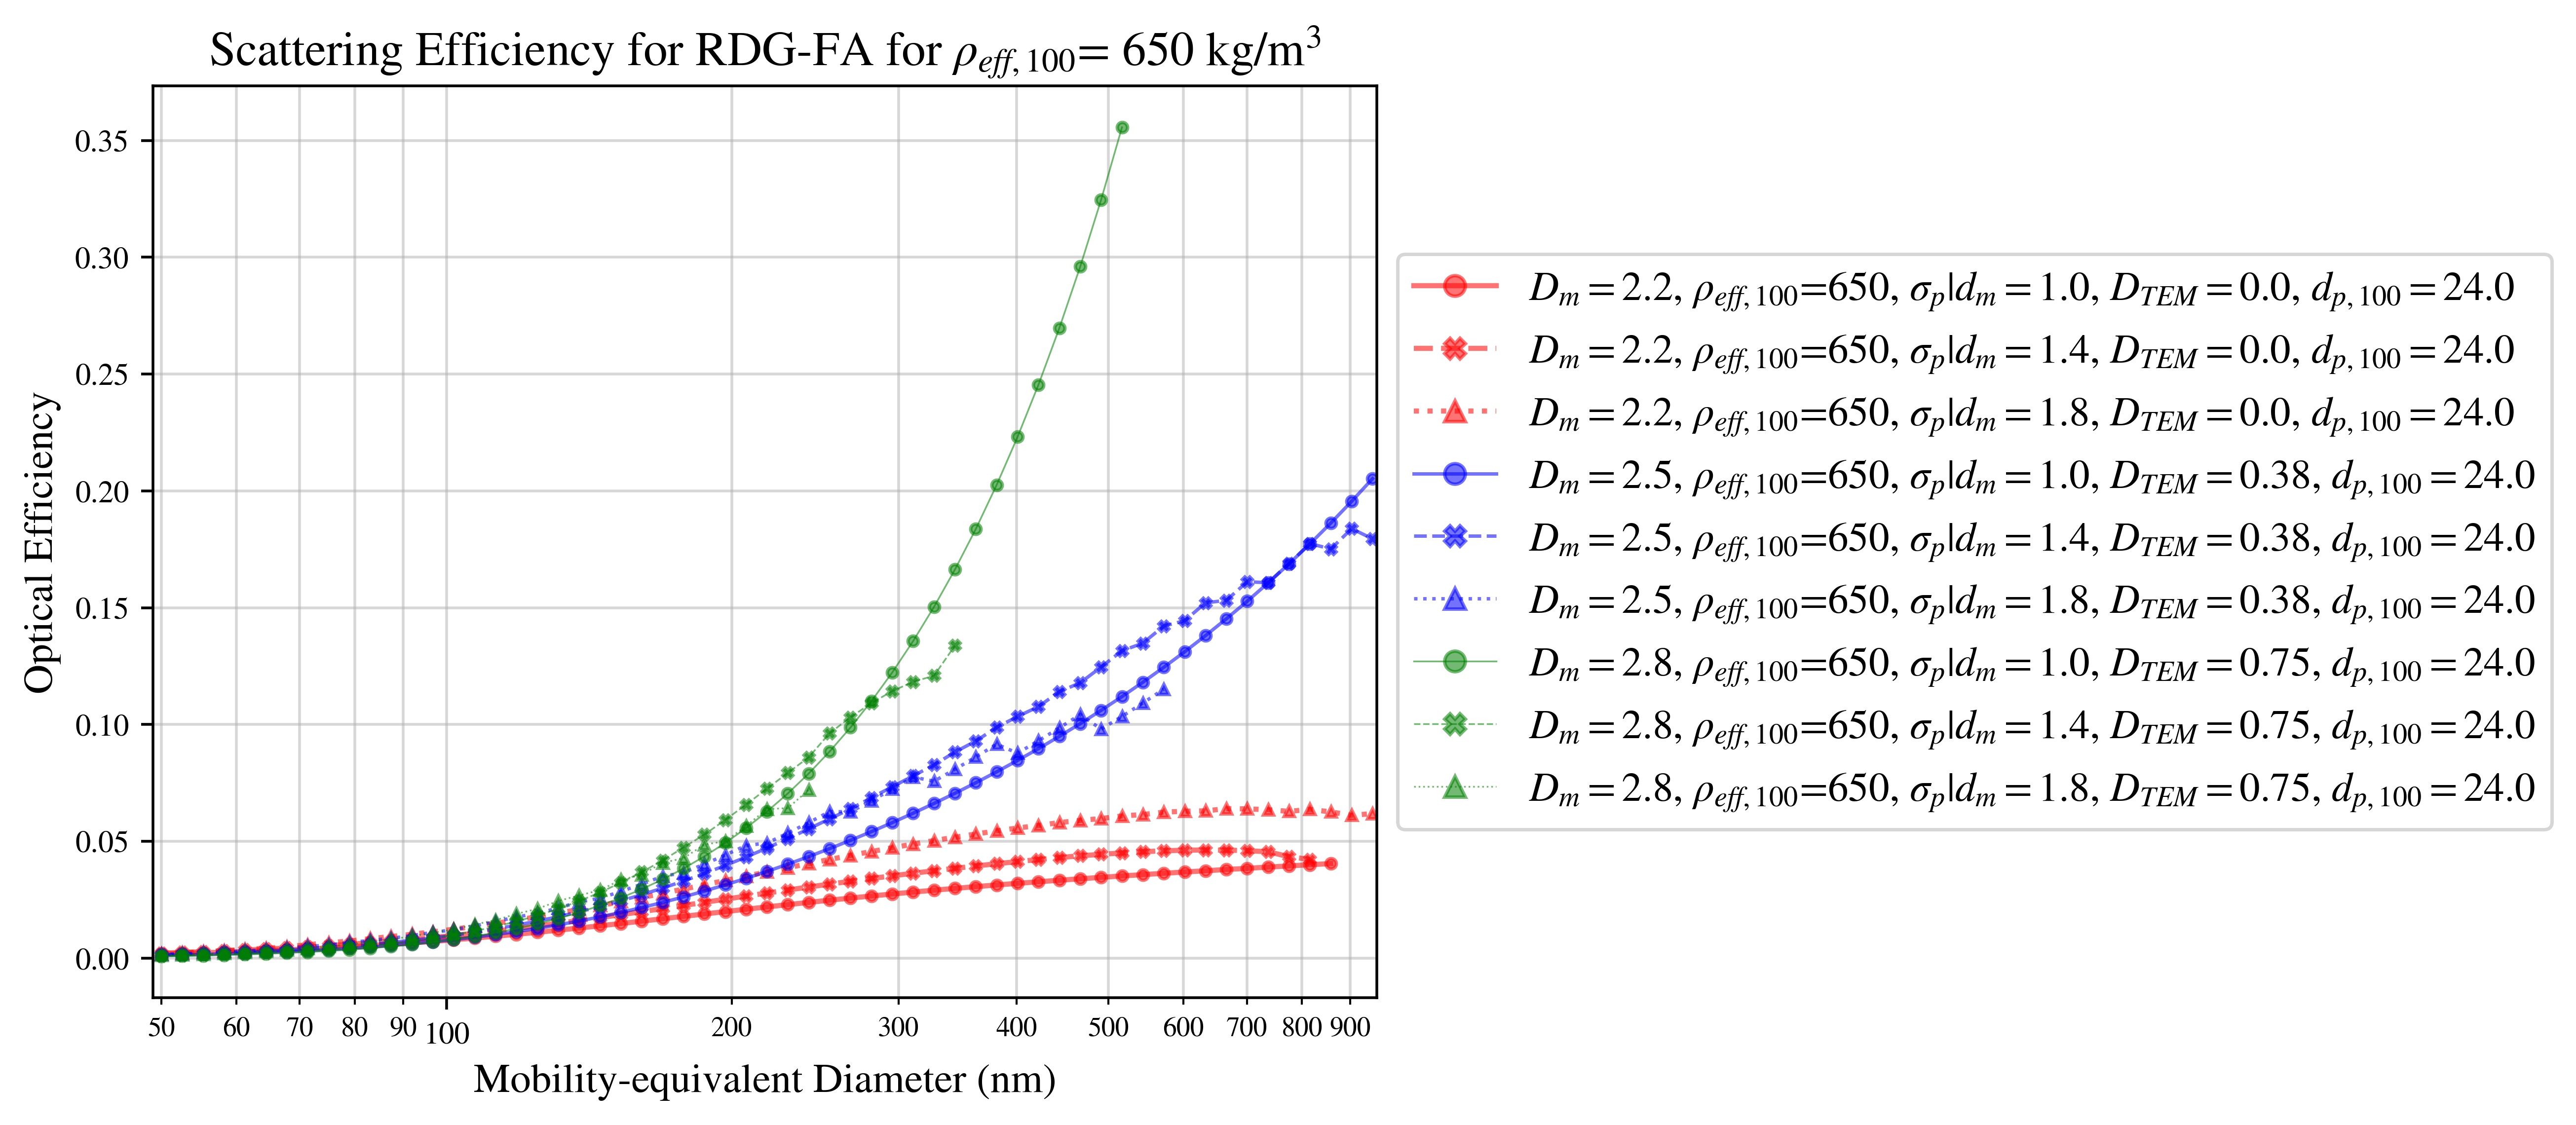 Scattering Efficiency for RDG-FA for ρeff,100= 650 kg/m³
Optical Efficiency
0.35
0.30
0.25
0.20
0.15
0.10
0.05
0.00
50 60 70 80 90 100 200 300 400 500 600 700 800 900
Mobility-equivalent Diameter (nm)
Dm = 2.2, ρeff,100=650, σp|dm = 1.0, DTEM = 0.0, dp,100 = 24.0
Dm = 2.2, ρeff,100=650, σp|dm = 1.4, DTEM = 0.0, dp,100 = 24.0
Dm = 2.2, ρeff,100=650, σp|dm = 1.8, DTEM = 0.0, dp,100 = 24.0
Dm = 2.5, ρeff,100=650, σp|dm = 1.0, DTEM = 0.38, dp,100 = 24.0
Dm = 2.5, ρeff,100=650, σp|dm = 1.4, DTEM = 0.38, dp,100 = 24.0
Dm = 2.5, ρeff,100=650, σp|dm = 1.8, DTEM = 0.38, dp,100 = 24.0
Dm = 2.8, ρeff,100=650, σp|dm = 1.0, DTEM = 0.75, dp,100 = 24.0
Dm = 2.8, ρeff,100=650, σp|dm = 1.4, DTEM = 0.75, dp,100 = 24.0
Dm = 2.8, ρeff,100=650, σp|dm = 1.8, DTEM = 0.75, dp,100 = 24.0